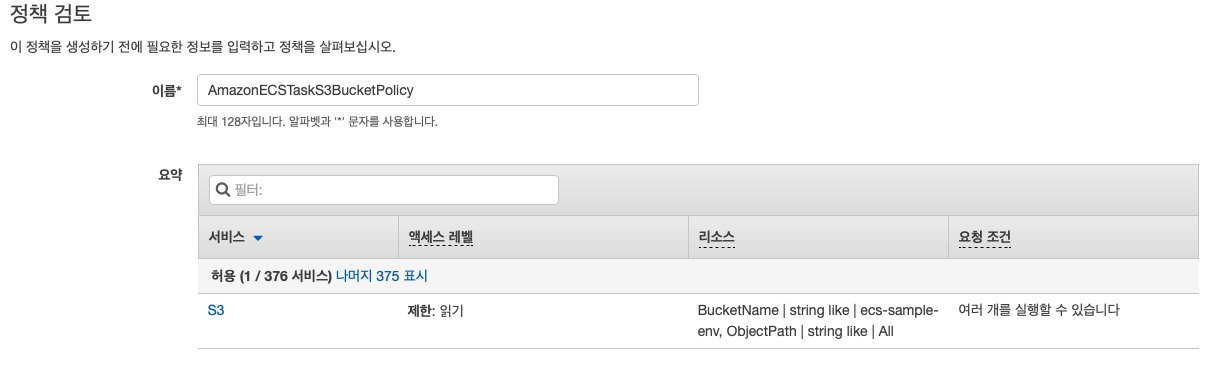 정책 검토
이 정책을 생성하기 전에 필요한 정보를 입력하고 정책을 살펴보십시오.
이름* AmazonECSTaskS3BucketPolicy
최대 128자입니다. 알파벳과 '*' 문자를 사용합니다.
요약 필터:
서비스 액세스 레벨 리소스 요청 조건
허용 (1 / 376 서비스) 나머지 375 표시
S3 제한: 읽기 BucketName | string like | ecs-sample- 여러 개를 실행할 수 있습니다
env, ObjectPath | string like | All